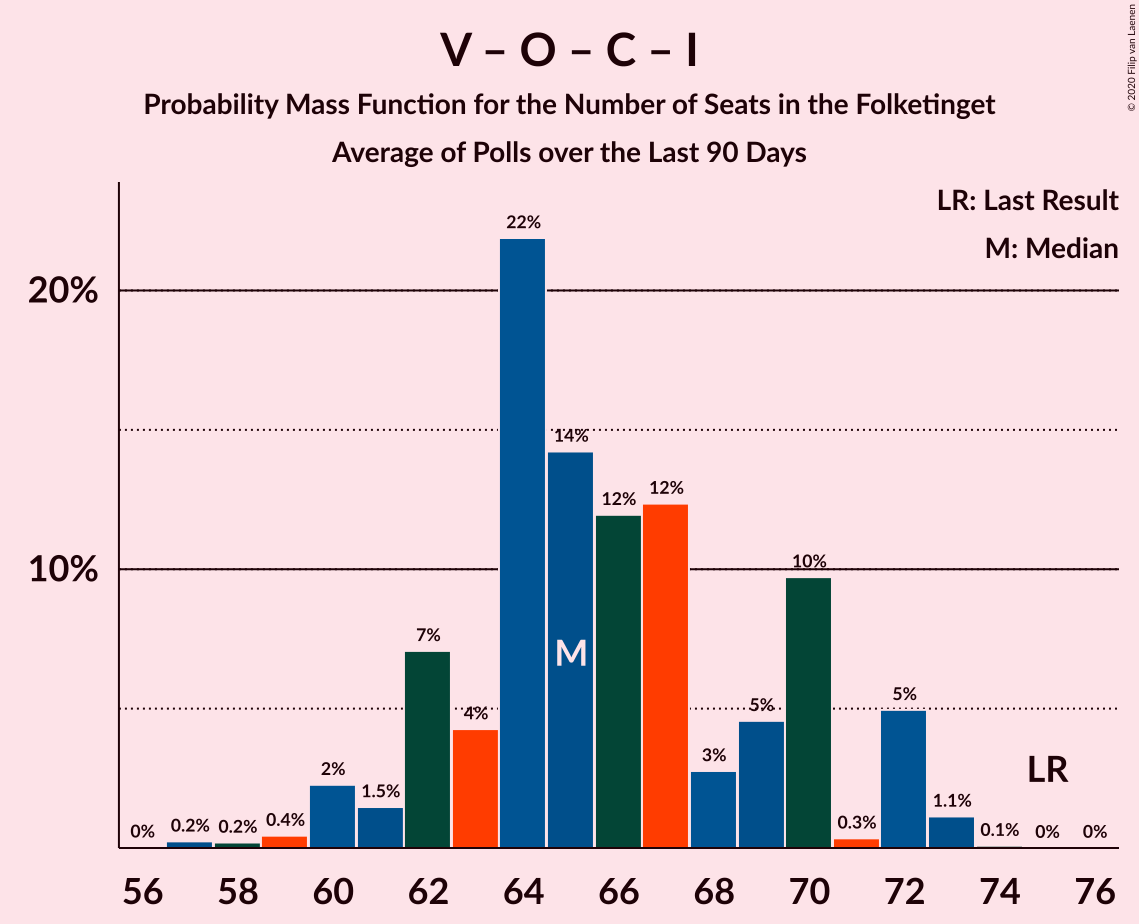 V – O – C – I
Probability Mass Function for the Number of Seats in the Folketinget
Average of Polls over the Last 90 Days
© 2020 Filip van Laenen
LR: Last Result
M: Median
20%
10%
0%
0.2%
0.2%
0.4%
2%
1.5%
7%
4%
22%
14%
12%
12%
3%
5%
10%
0.3%
5%
1.1%
0.1%
0%
0%
M
LR
56 58 60 62 64 66 68 70 72 74 76